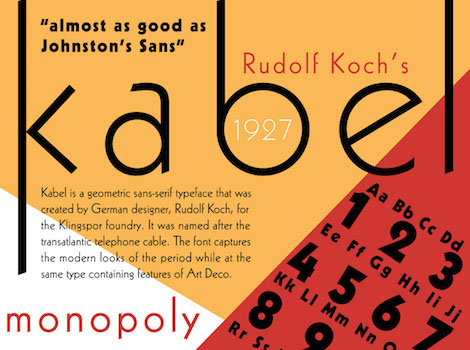 "almost as good as
Johnston's Sans"
Rudolf Koch's
kabel
1927
Kabel is a geometric sans-serif typeface that was
created by German designer, Rudolf Koch, for
the Klingspor foundry. It was named after the
transatlantic telephone cable. The font captures
the modern looks of the period while at the
same type containing features of Art Deco.
monopoly
Aa Bb Cc Dd
1 2 3
Ee Ff Gg Hh Ii Jj
4 5 6 7
Kk Ll Mm Nn Oo
8 9
Rr Ss